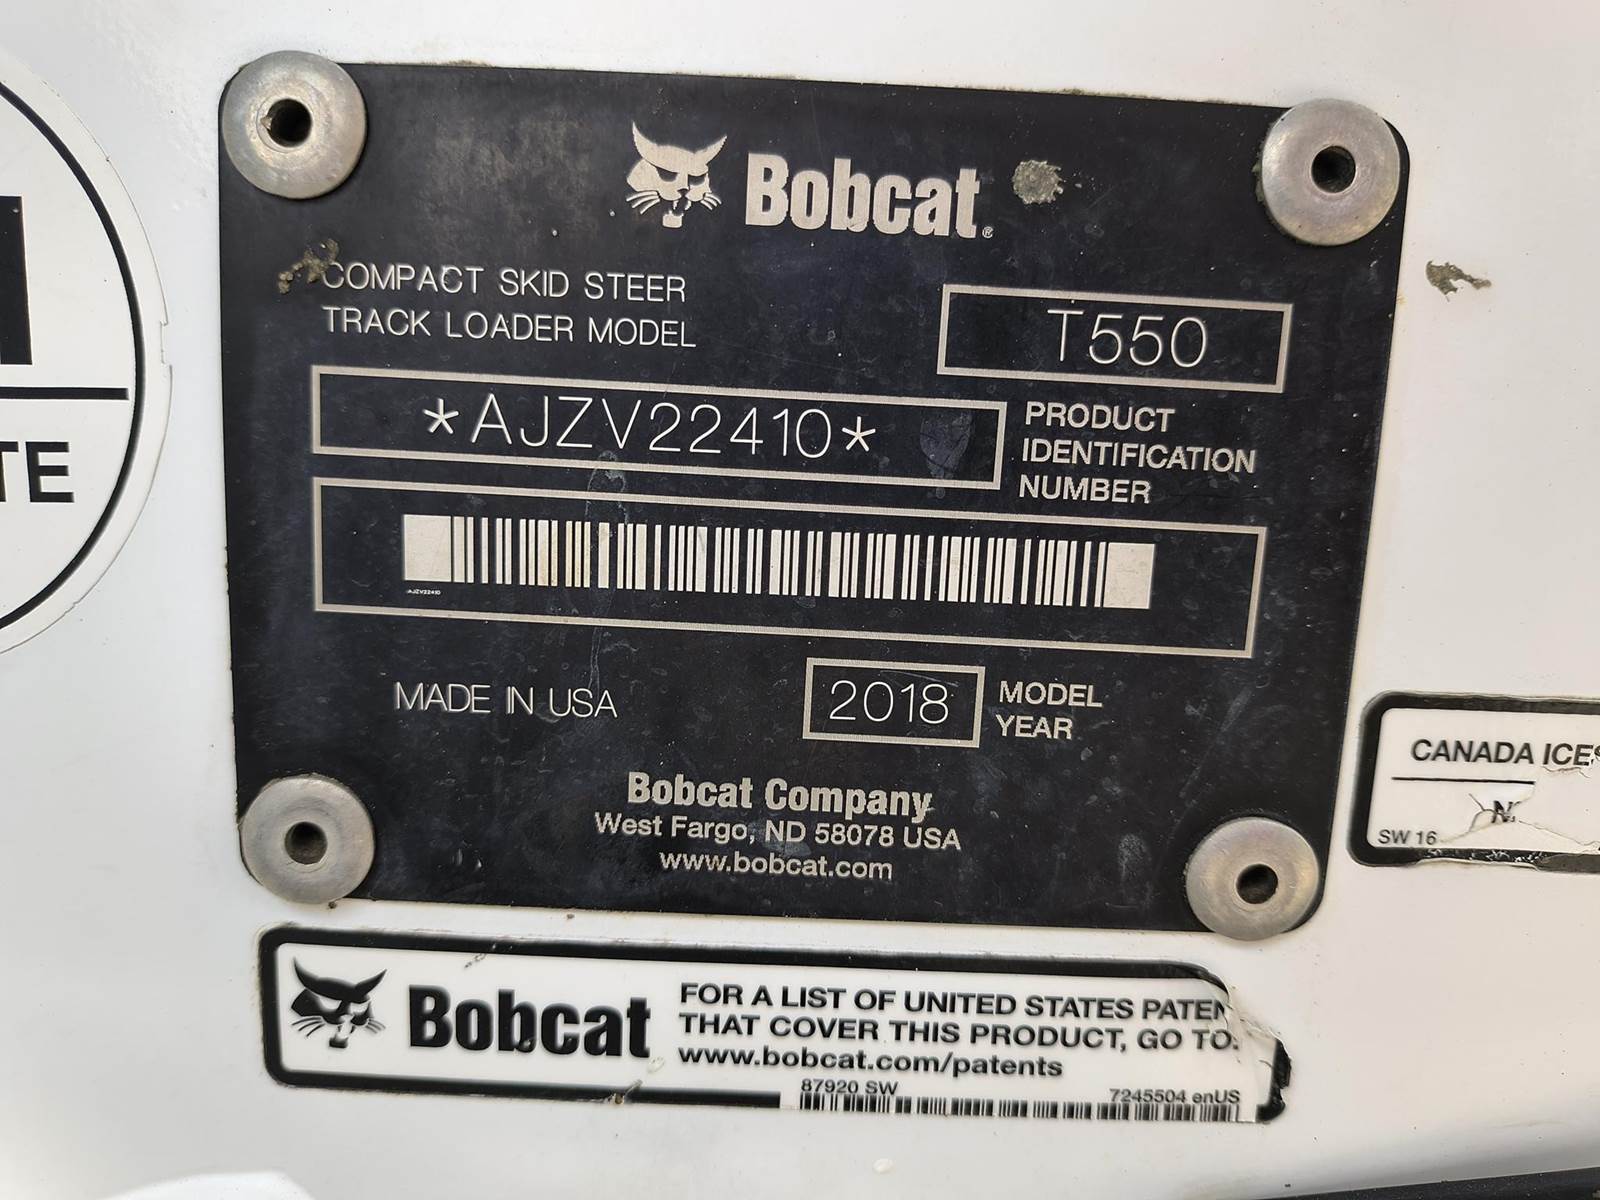 Bobcat®
COMPACT SKID STEER
TRACK LOADER MODEL
T550
*AJZV22410*
PRODUCT
IDENTIFICATION
NUMBER
AJZV22410
MADE IN USA
2018
MODEL
YEAR
Bobcat Company
West Fargo, ND 58078 USA
www.bobcat.com
TE
CANADA ICES
SW 16
Bobcat
FOR A LIST OF UNITED STATES PATEN
THAT COVER THIS PRODUCT, GO TO:
www.bobcat.com/patents
87920 SW
7245504 enUS